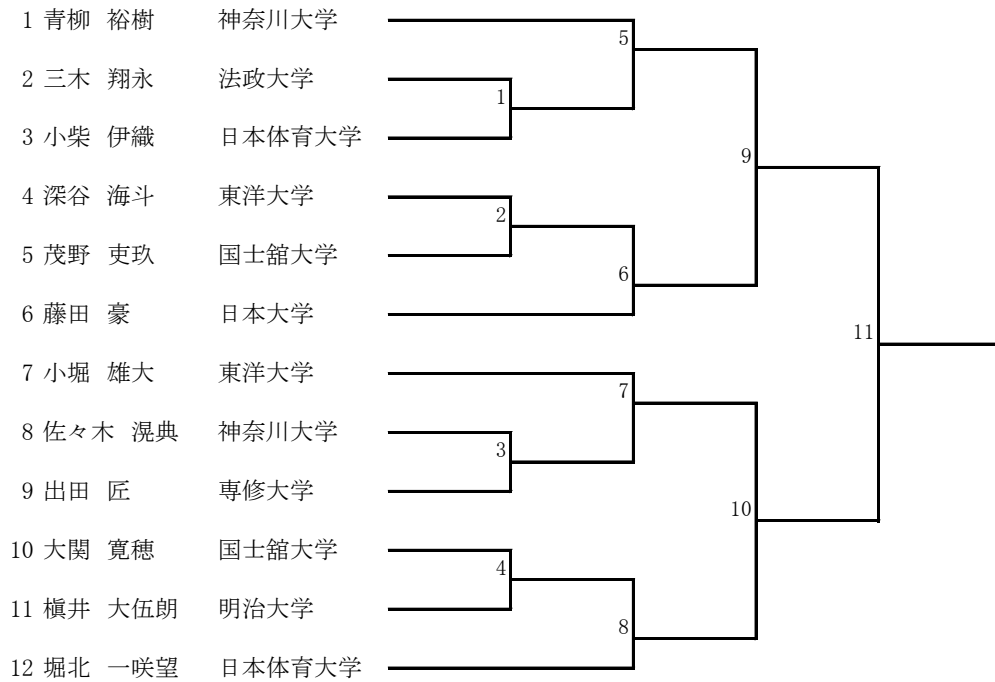 1 青柳 裕樹 神奈川大学
5
2 三木 翔永 法政大学
1
3 小柴 伊織 日本体育大学
9
4 深谷 海斗 東洋大学
2
5 茂野 吏玖 国士舘大学
6
6 藤田 豪 日本大学
11
7 小堀 雄大 東洋大学
7
8 佐々木 滉典 神奈川大学
3
9 出田 匠 専修大学
10
10 大関 寛穂 国士舘大学
4
11 槇井 大伍朗 明治大学
8
12 堀北 一咲望 日本体育大学